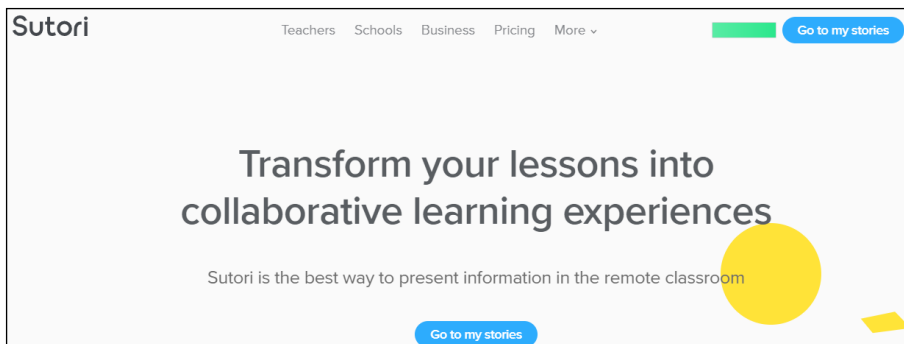 Sutori
Teachers Schools Business Pricing More
Go to my stories
Transform your lessons into
collaborative learning experiences
Sutori is the best way to present information in the remote classroom
Go to my stories